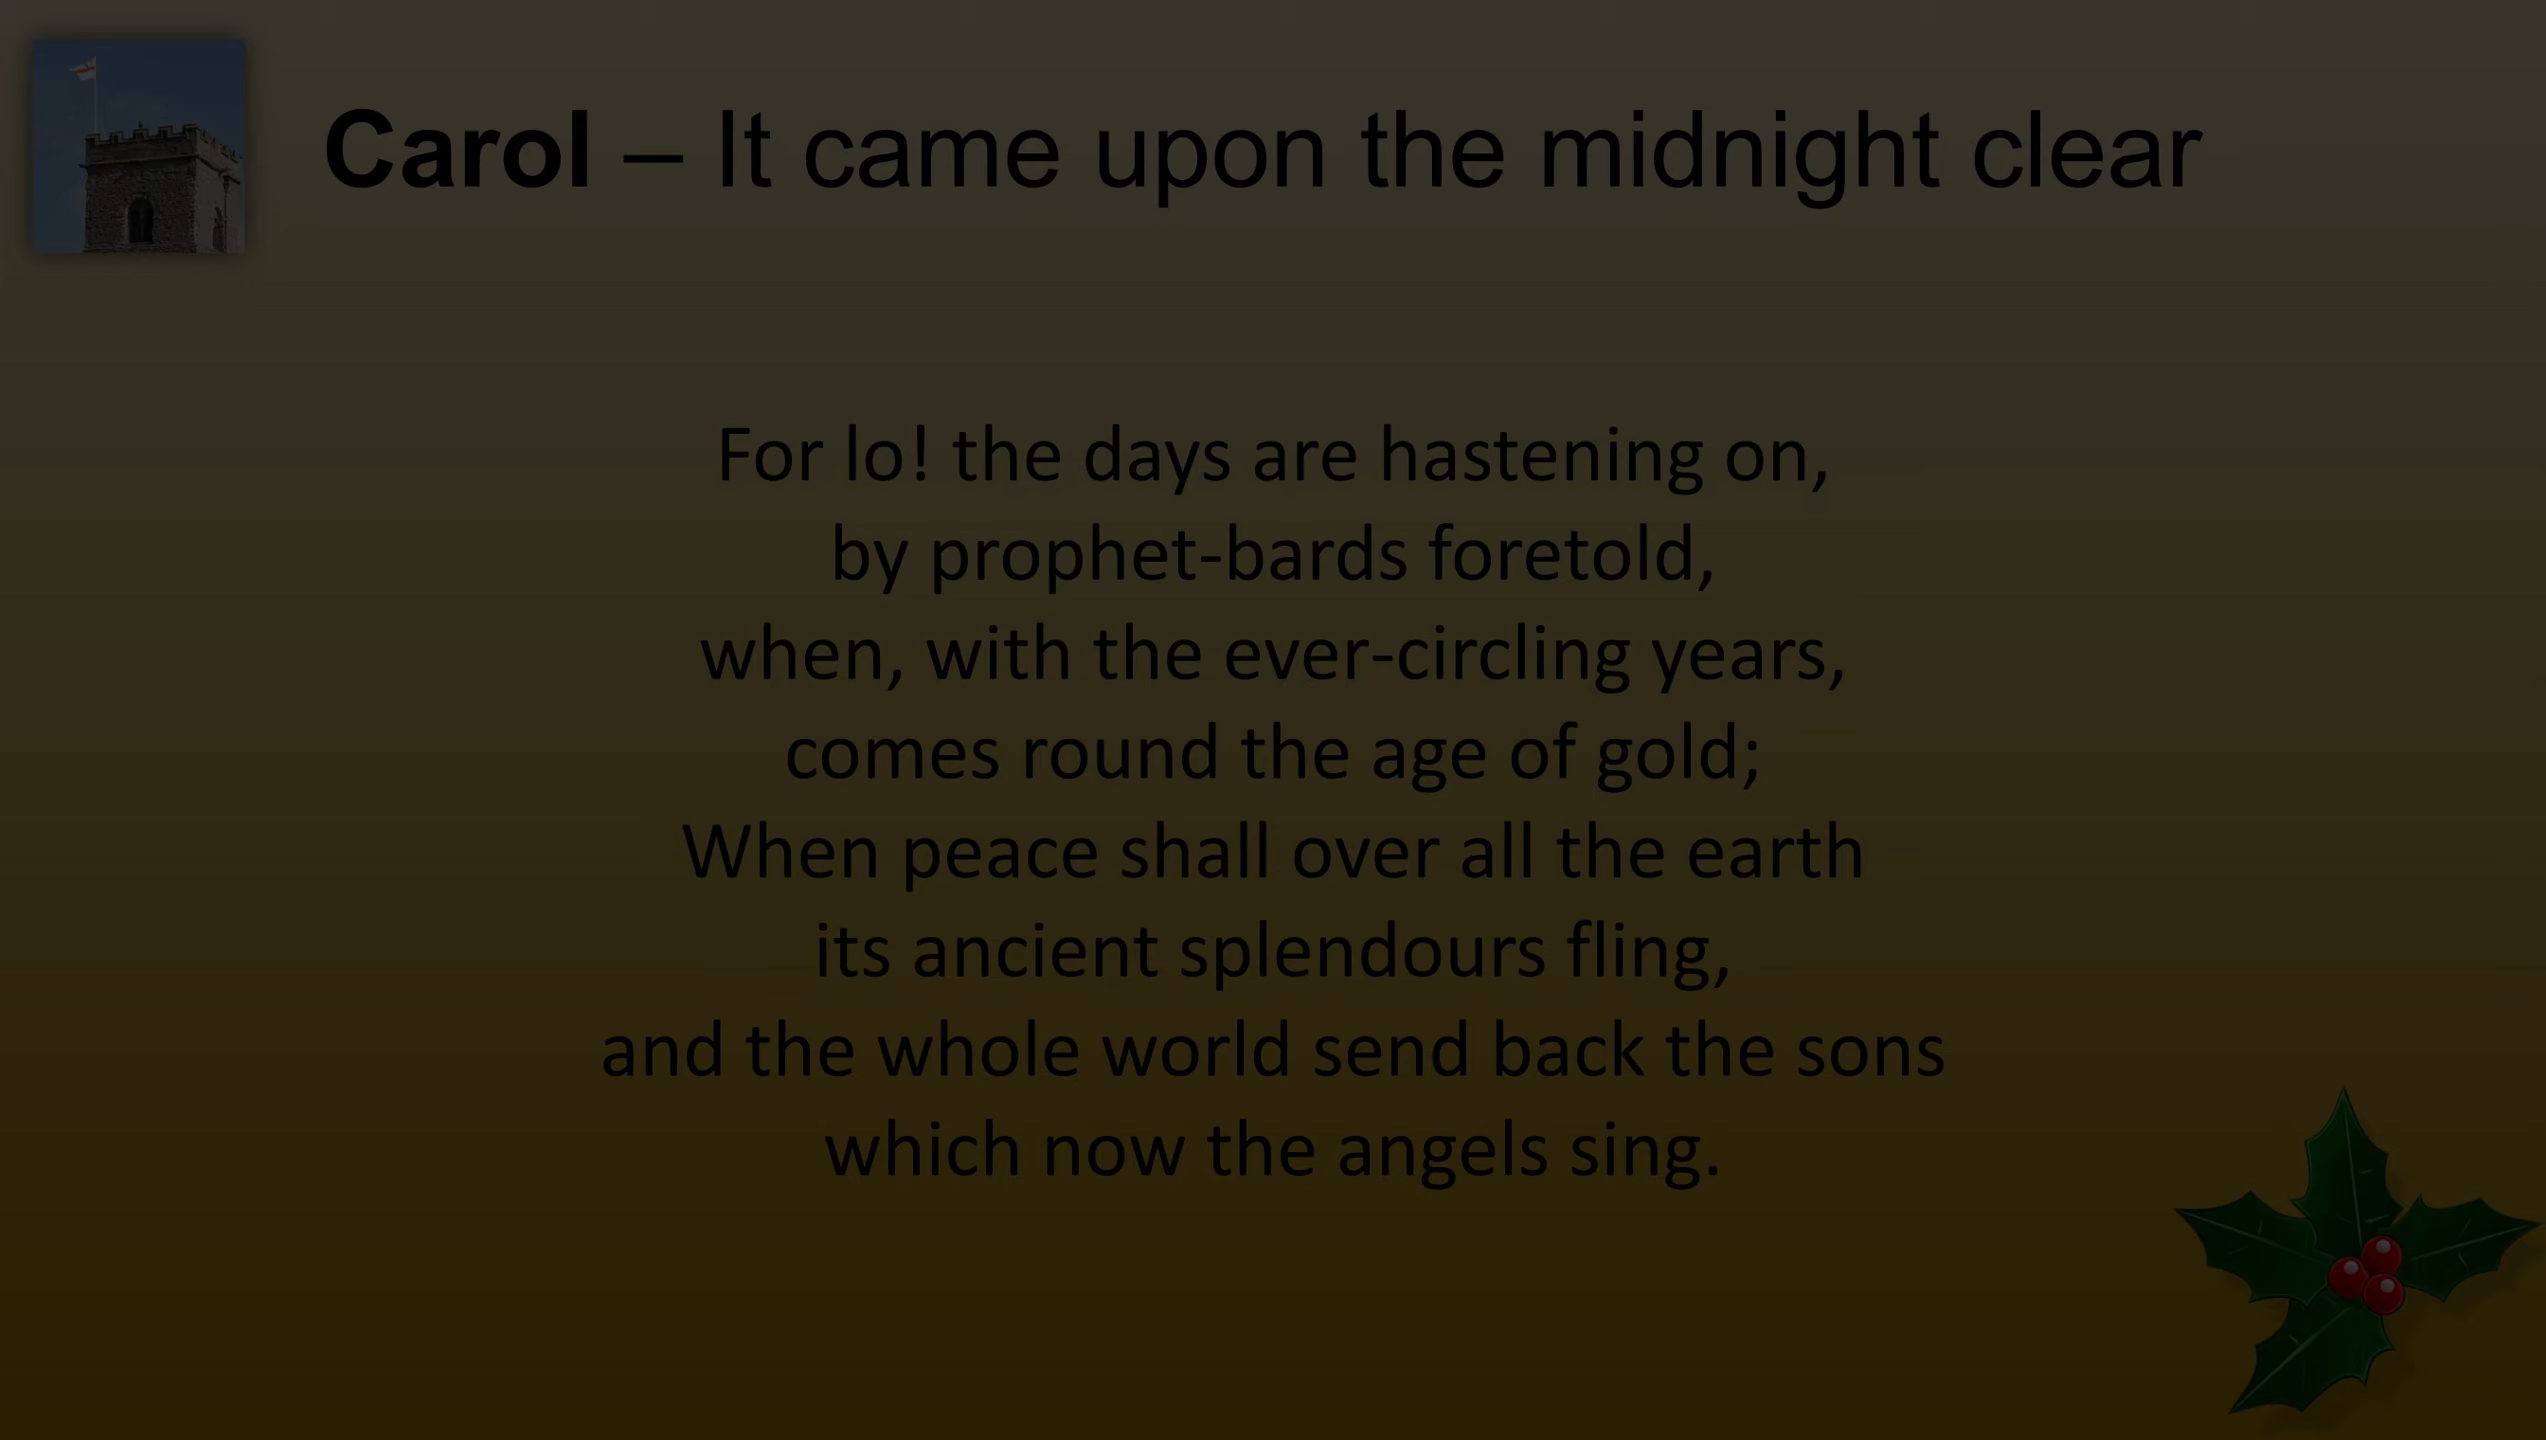 Carol – It came upon the midnight clear
For lo! the days are hastening on,
by prophet-bards foretold,
when, with the ever-circling years,
comes round the age of gold;
When peace shall over all the earth
its ancient splendours fling,
and the whole world send back the sons
which now the angels sing.